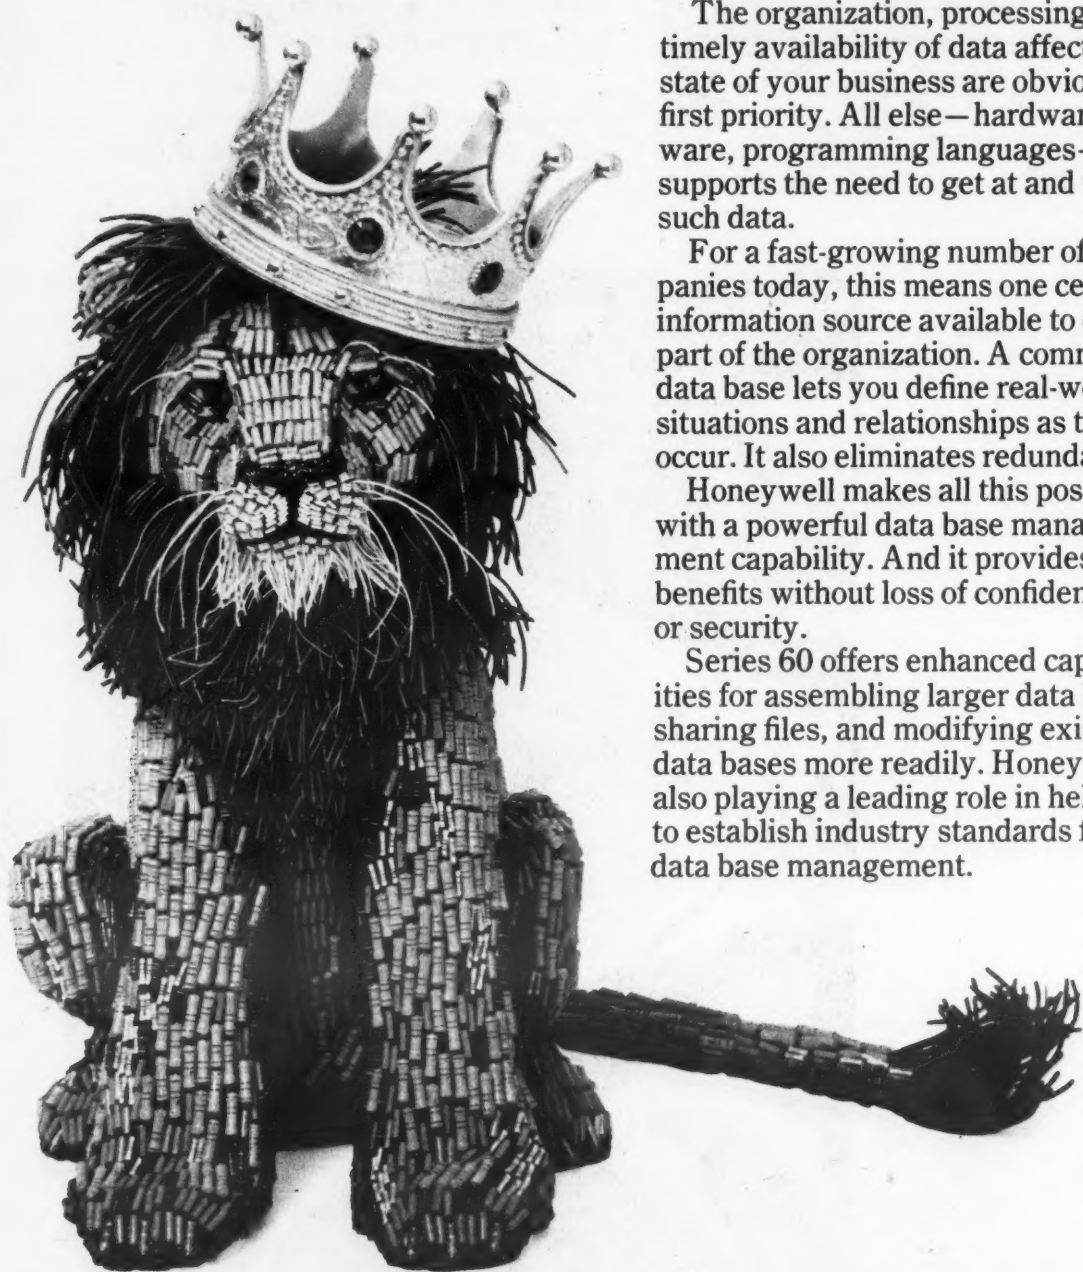 The organization, processing
timely availability of data affec
state of your business are obvio
first priority. All else—hardwar
ware, programming languages-
supports the need to get at and
such data.
For a fast-growing number of
panies today, this means one ce
information source available to
part of the organization. A comm
data base lets you define real-w
situations and relationships as t
occur. It also eliminates redunda
Honeywell makes all this pos
with a powerful data base mana
ment capability. And it provides
benefits without loss of confiden
or security.
Series 60 offers enhanced cap
ities for assembling larger data
sharing files, and modifying exi
data bases more readily. Honey
also playing a leading role in hel
to establish industry standards f
data base management.